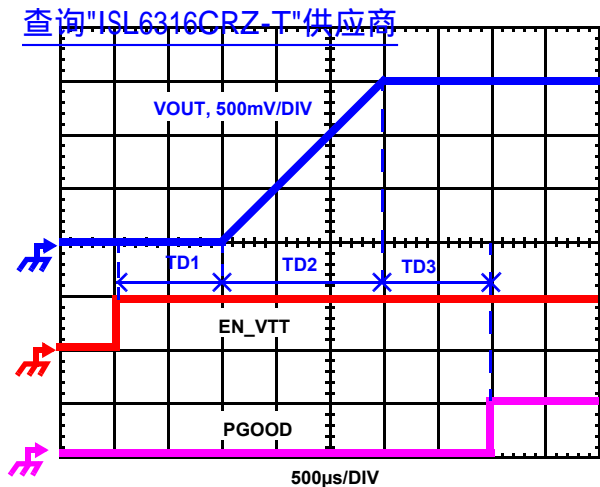 查询"ISL6316CRZ-T"供应商
VOUT, 500mV/DIV
TD1
TD2
TD3
EN_VTT
PGOOD
500µs/DIV